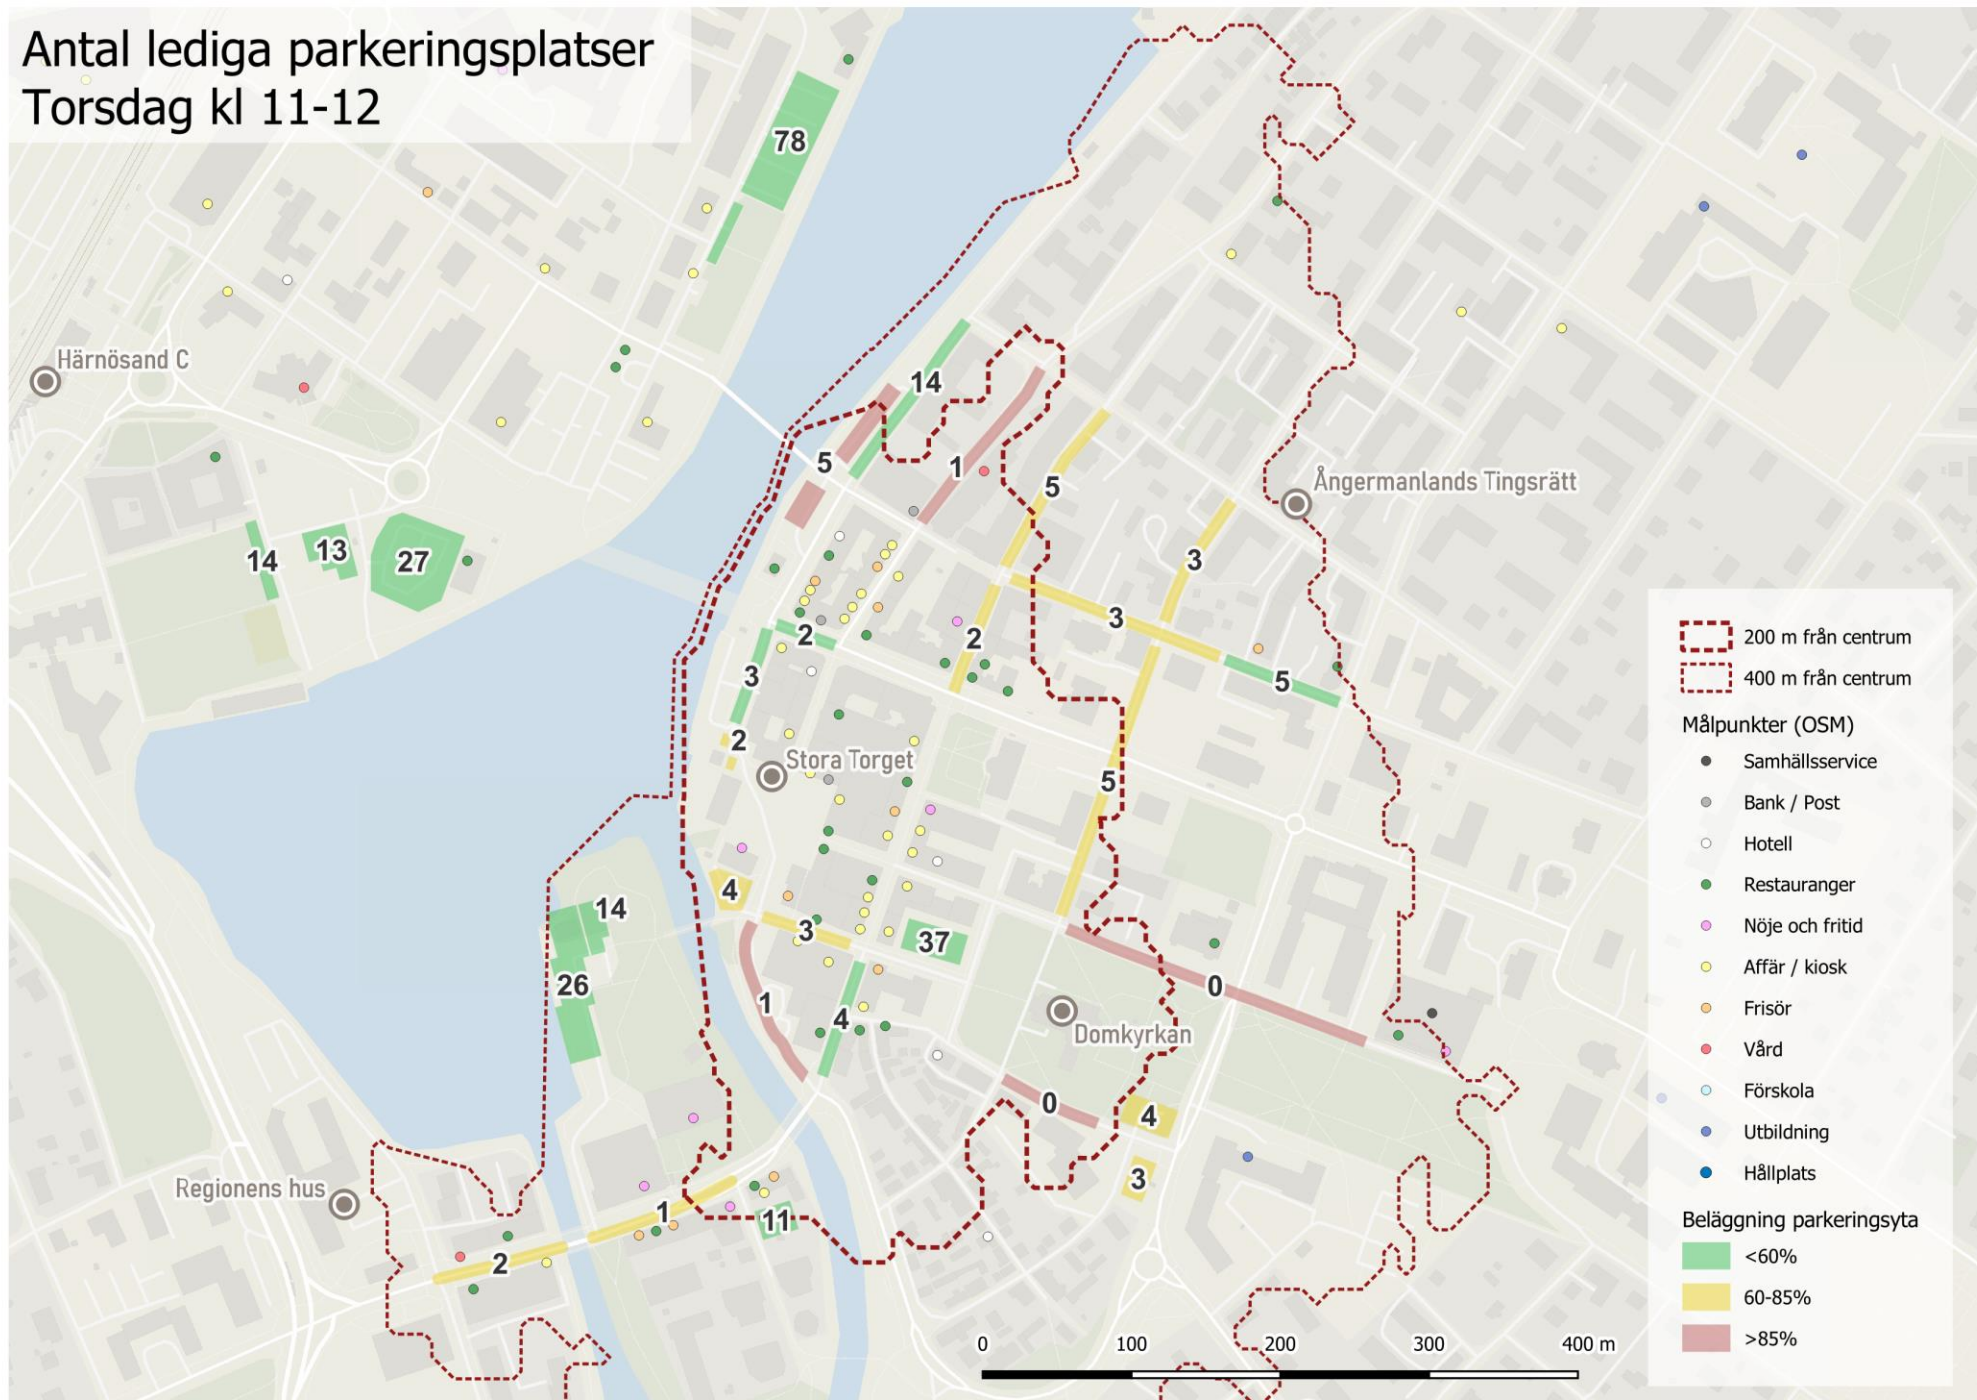 Antal lediga parkeringsplatser
Torsdag kl 11-12
78
Härnösand C
14
5
1
5
Ångermanlands Tingsrätt
14
13
27
3
3
2
2
3
5
2
Stora Torget
5
4
14
3
37
26
1
0
4
Domkyrkan
0
4
3
Regionens hus
1
11
2
200 m från centrum
400 m från centrum
Målpunkter (OSM)
Samhällsservice
Bank / Post
Hotell
Restauranger
Nöje och fritid
Affär / kiosk
Frisör
Vård
Förskola
Utbildning
Hållplats
Beläggning parkeringsyta
<60%
60-85%
>85%
0 100 200 300 400 m